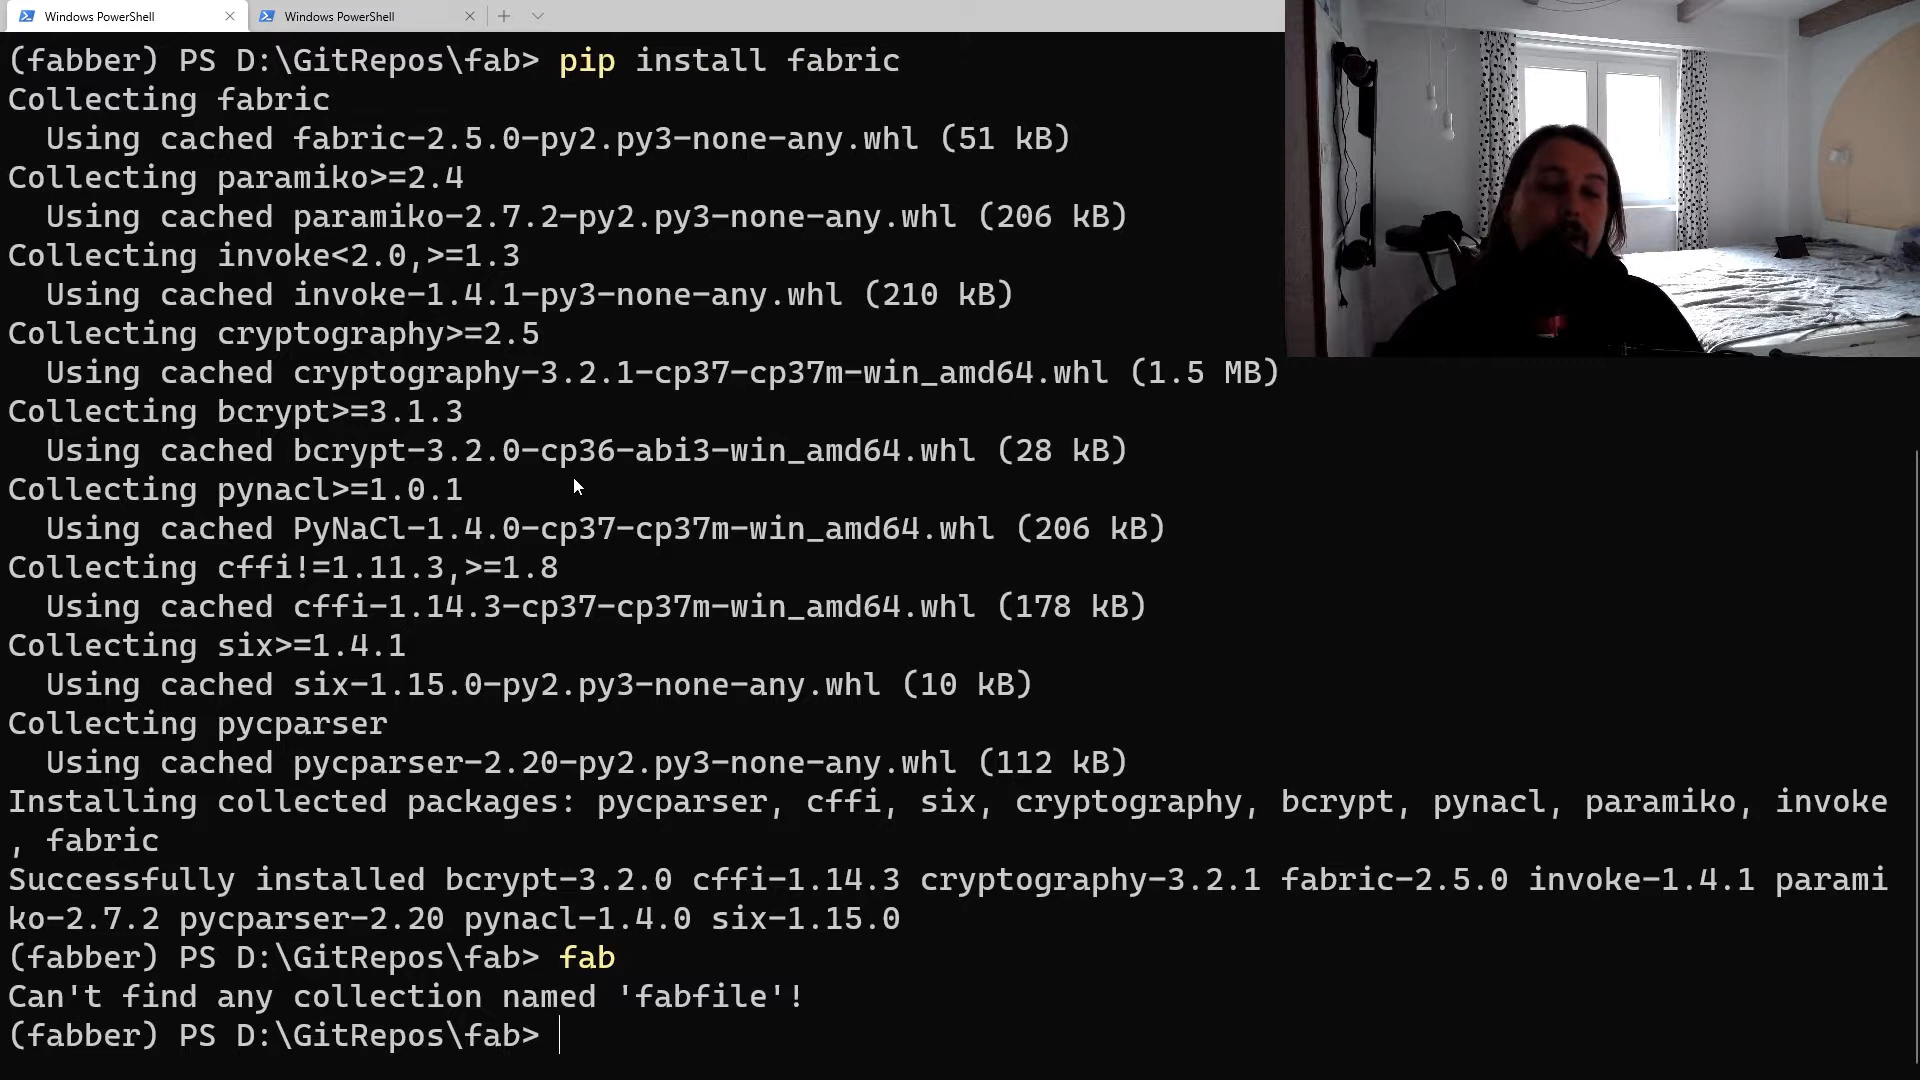 Windows PowerShell
Windows PowerShell
(fabber) PS D:\GitRepos\fab> pip install fabric
Collecting fabric
  Using cached fabric-2.5.0-py2.py3-none-any.whl (51 kB)
Collecting paramiko>=2.4
  Using cached paramiko-2.7.2-py2.py3-none-any.whl (206 kB)
Collecting invoke<2.0,>=1.3
  Using cached invoke-1.4.1-py3-none-any.whl (210 kB)
Collecting cryptography>=2.5
  Using cached cryptography-3.2.1-cp37-cp37m-win_amd64.whl (1.5 MB)
Collecting bcrypt>=3.1.3
  Using cached bcrypt-3.2.0-cp36-abi3-win_amd64.whl (28 kB)
Collecting pynacl>=1.0.1
  Using cached PyNaCl-1.4.0-cp37-cp37m-win_amd64.whl (206 kB)
Collecting cffi!=1.11.3,>=1.8
  Using cached cffi-1.14.3-cp37-cp37m-win_amd64.whl (178 kB)
Collecting six>=1.4.1
  Using cached six-1.15.0-py2.py3-none-any.whl (10 kB)
Collecting pycparser
  Using cached pycparser-2.20-py2.py3-none-any.whl (112 kB)
Installing collected packages: pycparser, cffi, six, cryptography, bcrypt, pynacl, paramiko, invoke
, fabric
Successfully installed bcrypt-3.2.0 cffi-1.14.3 cryptography-3.2.1 fabric-2.5.0 invoke-1.4.1 parami
ko-2.7.2 pycparser-2.20 pynacl-1.4.0 six-1.15.0
(fabber) PS D:\GitRepos\fab> fab
Can't find any collection named 'fabfile'!
(fabber) PS D:\GitRepos\fab>